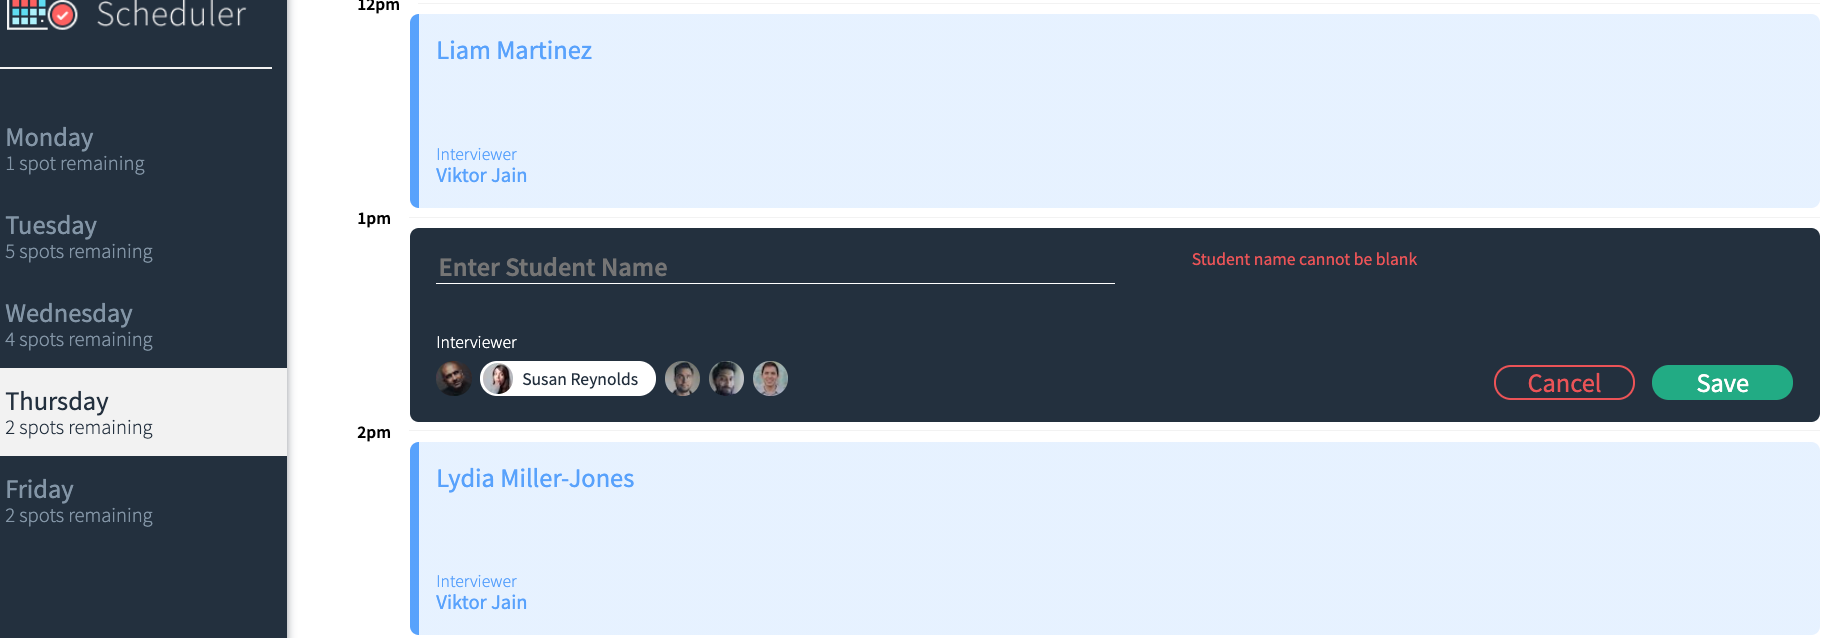 Scheduler
Monday
1 spot remaining
Tuesday
5 spots remaining
Wednesday
4 spots remaining
Thursday
2 spots remaining
Friday
2 spots remaining
12pm
Liam Martinez
Interviewer
Viktor Jain
1pm
Enter Student Name
Student name cannot be blank
Interviewer
Susan Reynolds
Cancel
Save
2pm
Lydia Miller-Jones
Interviewer
Viktor Jain